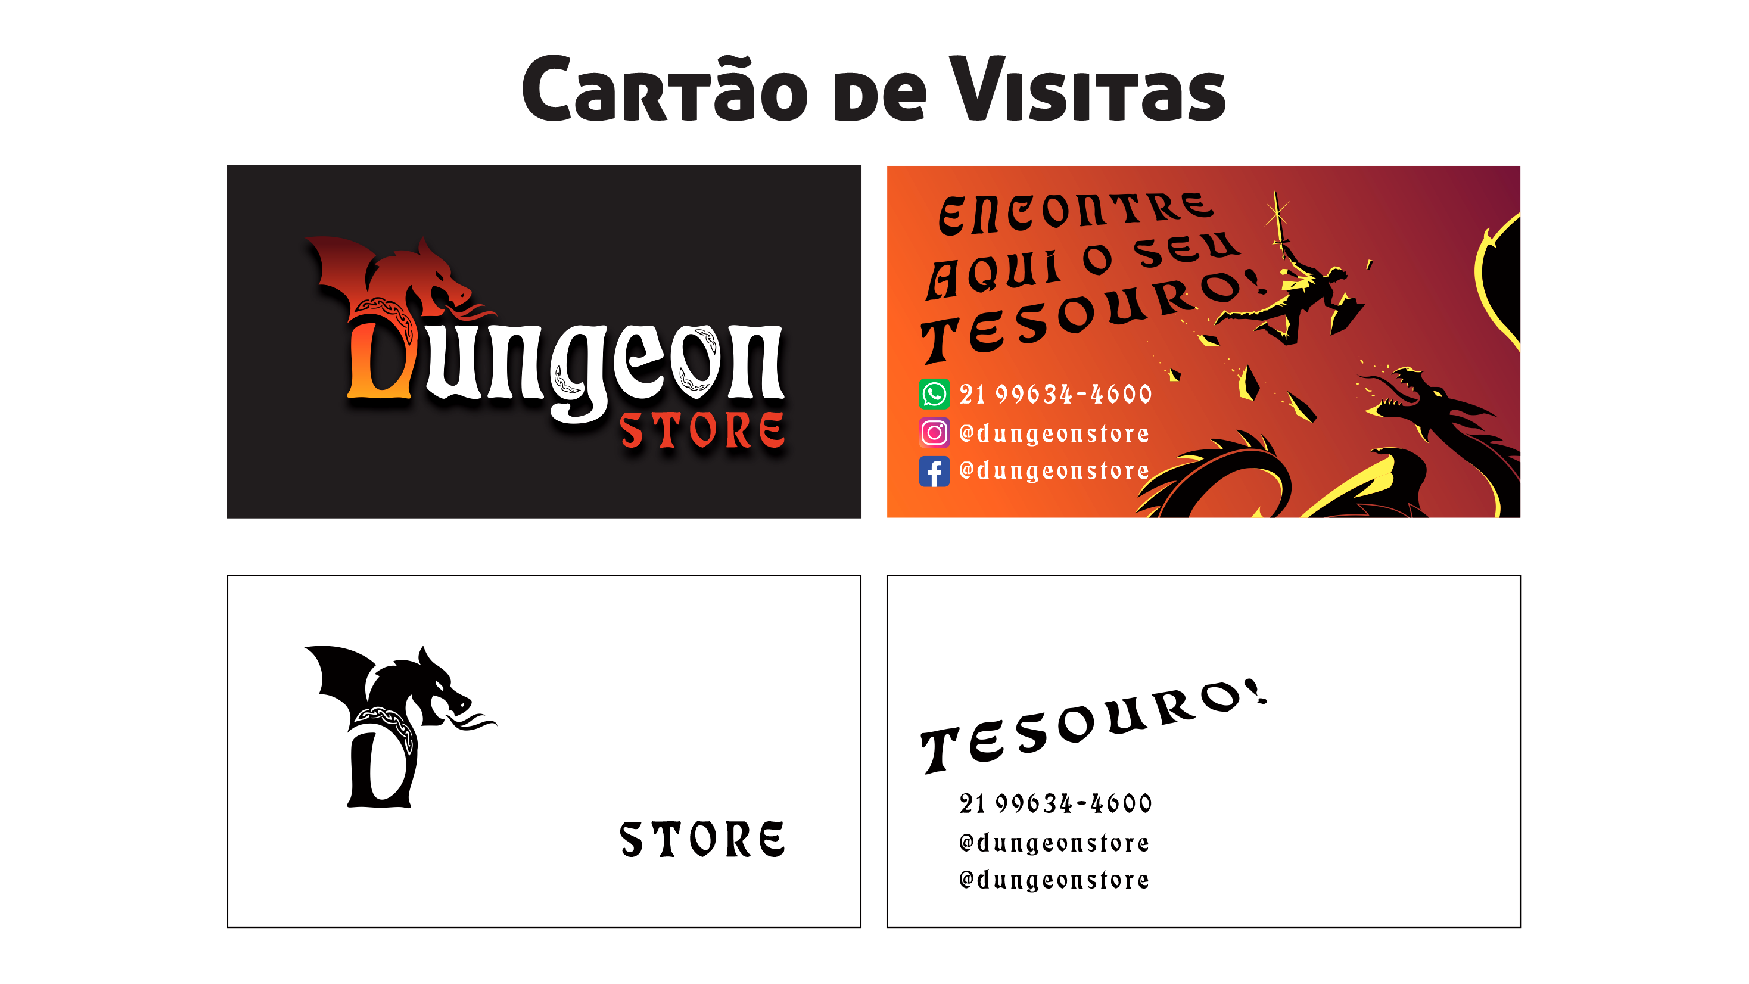 Cartão de Visitas
Dungeon
STORE
ENCONTRE
AQUI O SEU
TESOURO!
21 99634-4600
@dungeonstore
@dungeonstore
D
STORE
TESOURO!
21 99634-4600
@dungeonstore
@dungeonstore